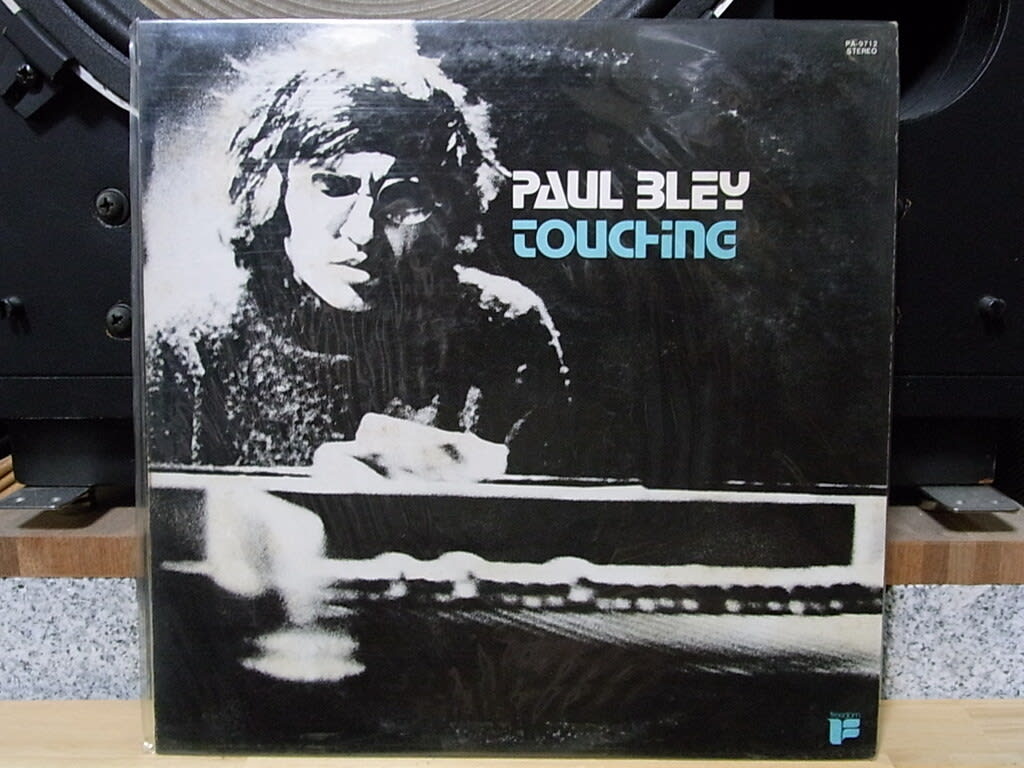 PA-9712
STEREO
PAUL BLEY
TOUCHiNG
freedom